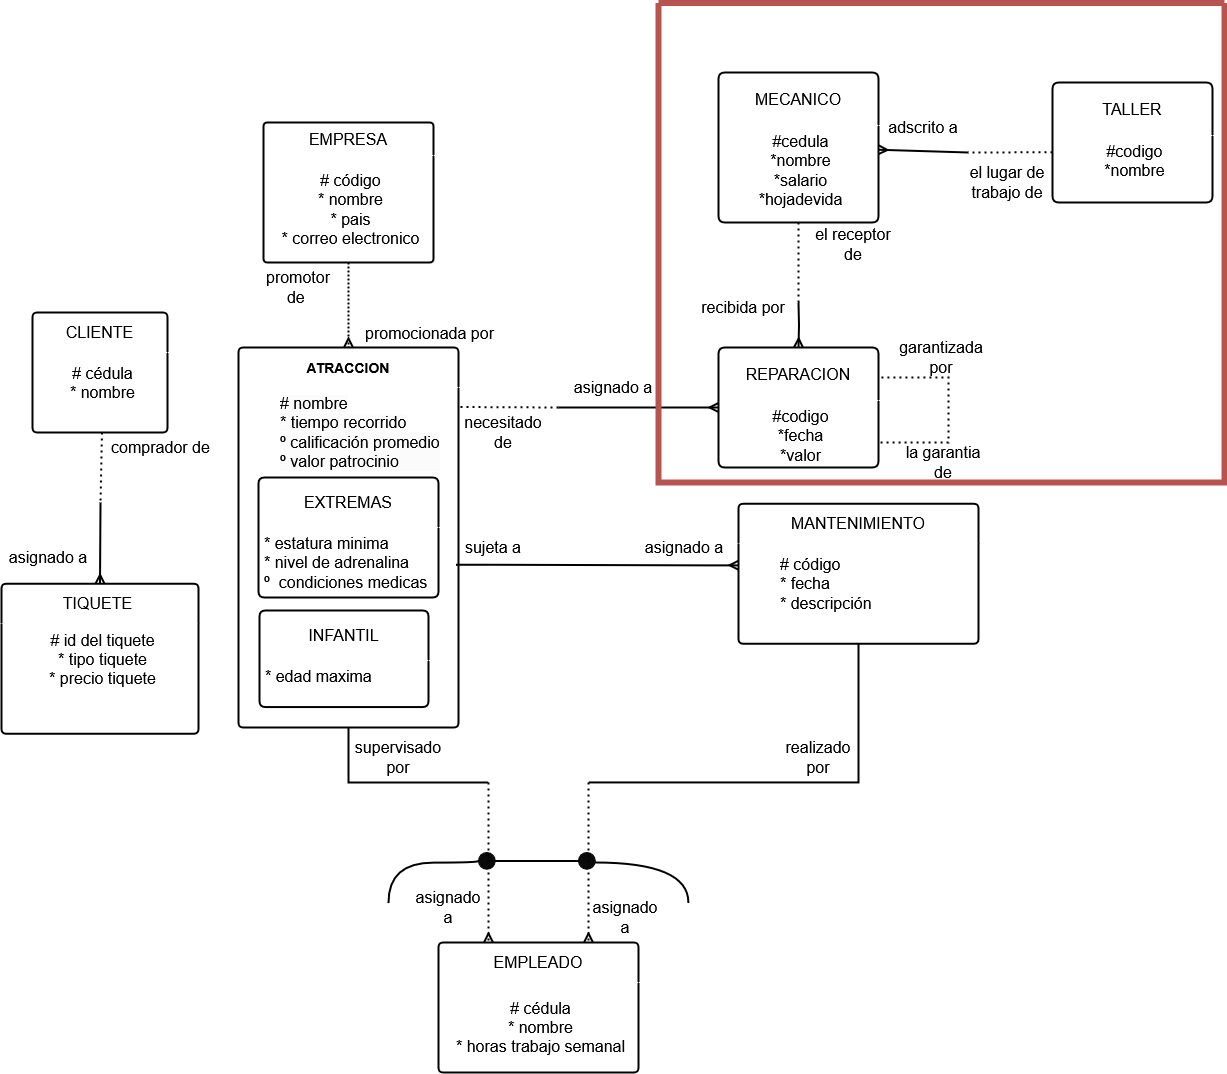 MECANICO
#cedula
*nombre
*salario
*hojadevida
adscrito a
el lugar de
trabajo de
TALLER
#codigo
*nombre
EMPRESA
# código
* nombre
* pais
* correo electronico
promotor
de
promocionada por
el receptor
de
recibida por
CLIENTE
# cédula
* nombre
comprador de
asignado a
TIQUETE
# id del tiquete
* tipo tiquete
* precio tiquete
ATRACCION
# nombre
* tiempo recorrido
º calificación promedio
º valor patrocinio
EXTREMAS
* estatura minima
* nivel de adrenalina
º condiciones medicas
INFANTIL
* edad maxima
necesitado
de
asignado a
REPARACION
#codigo
*fecha
*valor
garantizada
por
la garantia
de
sujeta a
asignado a
MANTENIMIENTO
# código
* fecha
* descripción
supervisado
por
realizado
por
asignado
a
asignado
a
EMPLEADO
# cédula
* nombre
* horas trabajo semanal